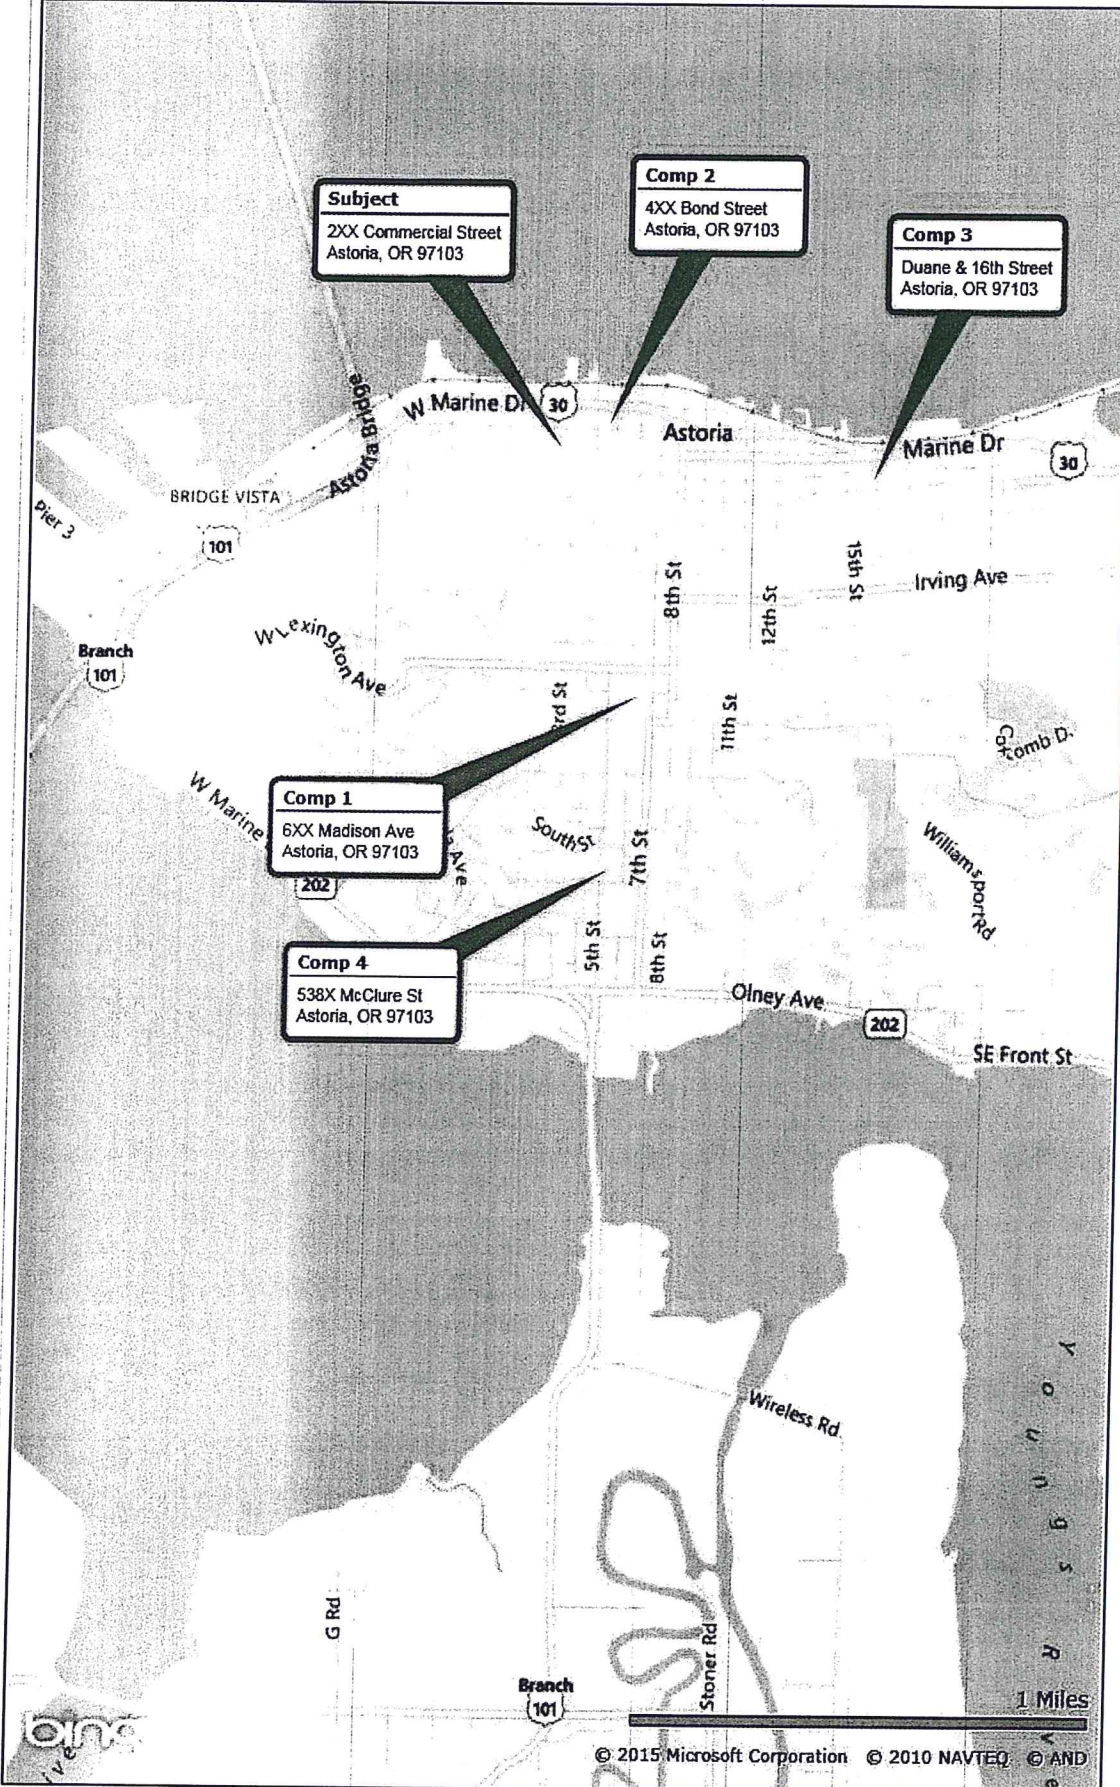 Subject
2XX Commercial Street
Astoria, OR 97103
Comp 2
4XX Bond Street
Astoria, OR 97103
Comp 3
Duane & 16th Street
Astoria, OR 97103
Astoria Bridge
W Marine Dr
30
Astoria
Marine Dr
30
BRIDGE VISTA
Pier 3
101
15th St
Irving Ave
8th St
12th St
W Lexington Ave
Branch
101
3rd St
11th St
Comp 1
6XX Madison Ave
Astoria, OR 97103
W Marine
202
Ave
South St
7th St
Williamsport Rd
Comp 4
538X McClure St
Astoria, OR 97103
5th St
8th St
Olney Ave
202
SE Front St
Wireless Rd
Youngs R
G Rd
Stoner Rd
Branch
101
1 Miles
bing
© 2015 Microsoft Corporation © 2010 NAVTEQ © AND